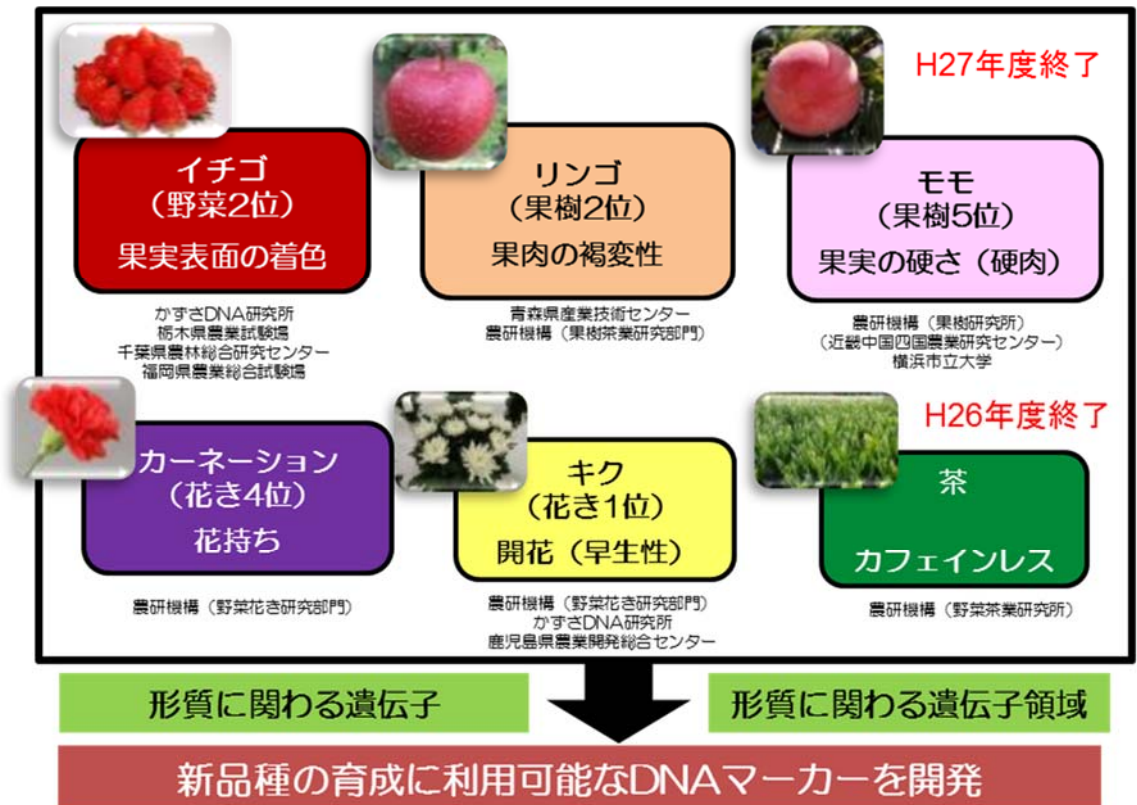 イチゴ
（野菜2位）
果実表面の着色
かずさDNA研究所
栃木県農業試験場
千葉県農林総合研究センター
福岡県農業総合試験場
リンゴ
（果樹2位）
果肉の褐変性
青森県産業技術センター
農研機構（果樹茶業研究部門）
H27年度終了
モモ
（果樹5位）
果実の硬さ（硬肉）
農研機構（果樹研究所）
（近畿中国四国農業研究センター）
横浜市立大学
カーネーション
（花き4位）
花持ち
農研機構（野菜花き研究部門）
キク
（花き1位）
開花（早生性）
農研機構（野菜花き研究部門）
かずさDNA研究所
鹿児島県農業開発総合センター
H26年度終了
茶
カフェインレス
農研機構（野菜茶業研究所）
形質に関わる遺伝子
形質に関わる遺伝子領域
新品種の育成に利用可能なDNAマーカーを開発